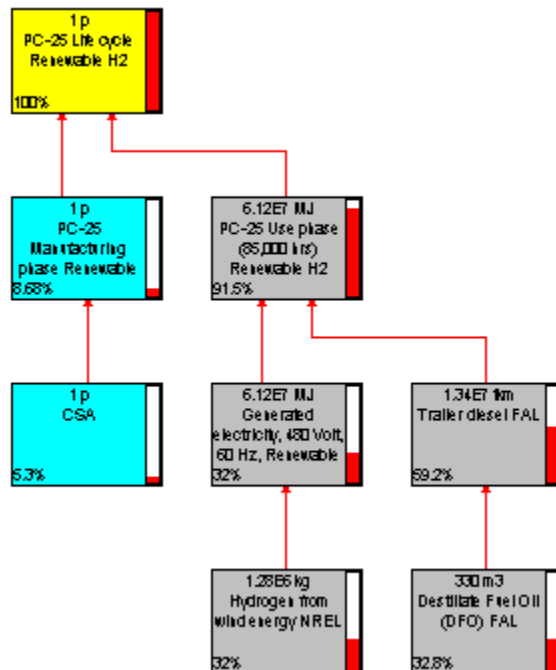 1 p
PC-25 Life cycle
Renewable H2
100%
1 p
PC-25
Manufacturing
phase Renewable
8.68%
6.12E7 MJ
PC-25 Use phase
(85,000 hrs)
Renewable H2
91.5%
1 p
CSA
5.3%
6.12E7 MJ
Generated
electricity, 480 Volt,
60 Hz, Renewable
32%
1.34E7 tkm
Trailer diesel FAL
59.2%
1.28E6 kg
Hydrogen from
wind energy NREL
32%
330 m3
Destillate Fuel Oil
(DFO) FAL
32.8%